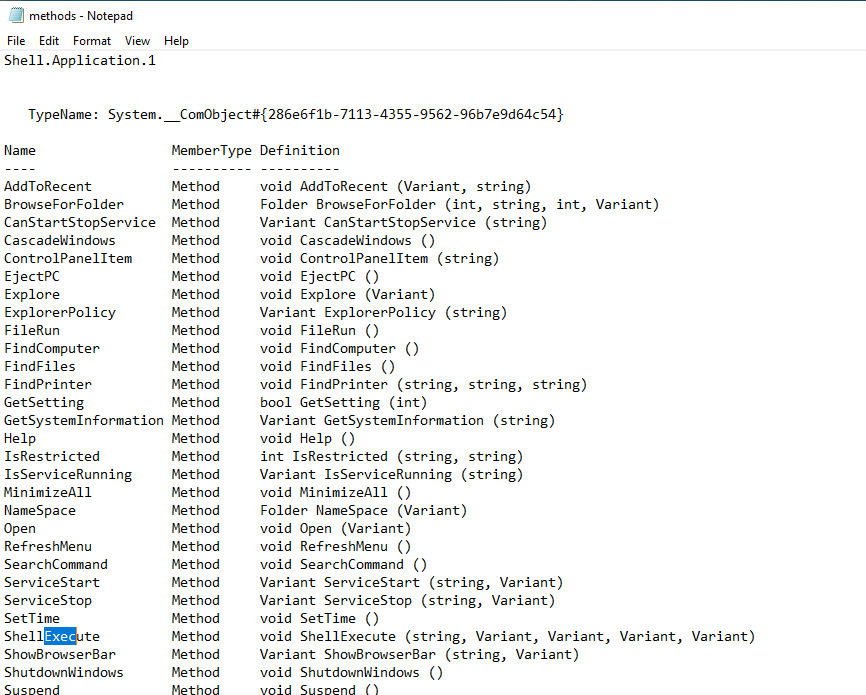 methods - Notepad
File Edit Format View Help
Shell.Application.1
TypeName: System.__ComObject#{286e6f1b-7113-4355-9562-96b7e9d64c54}
Name MemberType Definition
---- ---------- ----------
AddToRecent Method void AddToRecent (Variant, string)
BrowseForFolder Method Folder BrowseForFolder (int, string, int, Variant)
CanStartStopService Method Variant CanStartStopService (string)
CascadeWindows Method void CascadeWindows ()
ControlPanelItem Method void ControlPanelItem (string)
EjectPC Method void EjectPC ()
Explore Method void Explore (Variant)
ExplorerPolicy Method Variant ExplorerPolicy (string)
FileRun Method void FileRun ()
FindComputer Method void FindComputer ()
FindFiles Method void FindFiles ()
FindPrinter Method void FindPrinter (string, string, string)
GetSetting Method bool GetSetting (int)
GetSystemInformation Method Variant GetSystemInformation (string)
Help Method void Help ()
IsRestricted Method int IsRestricted (string, string)
IsServiceRunning Method Variant IsServiceRunning (string)
MinimizeAll Method void MinimizeAll ()
NameSpace Method Folder NameSpace (Variant)
Open Method void Open (Variant)
RefreshMenu Method void RefreshMenu ()
SearchCommand Method void SearchCommand ()
ServiceStart Method Variant ServiceStart (string, Variant)
ServiceStop Method Variant ServiceStop (string, Variant)
SetTime Method void SetTime ()
ShellExecute Method void ShellExecute (string, Variant, Variant, Variant, Variant)
ShowBrowserBar Method Variant ShowBrowserBar (string, Variant)
ShutdownWindows Method void ShutdownWindows ()
Suspend Method void Suspend ()